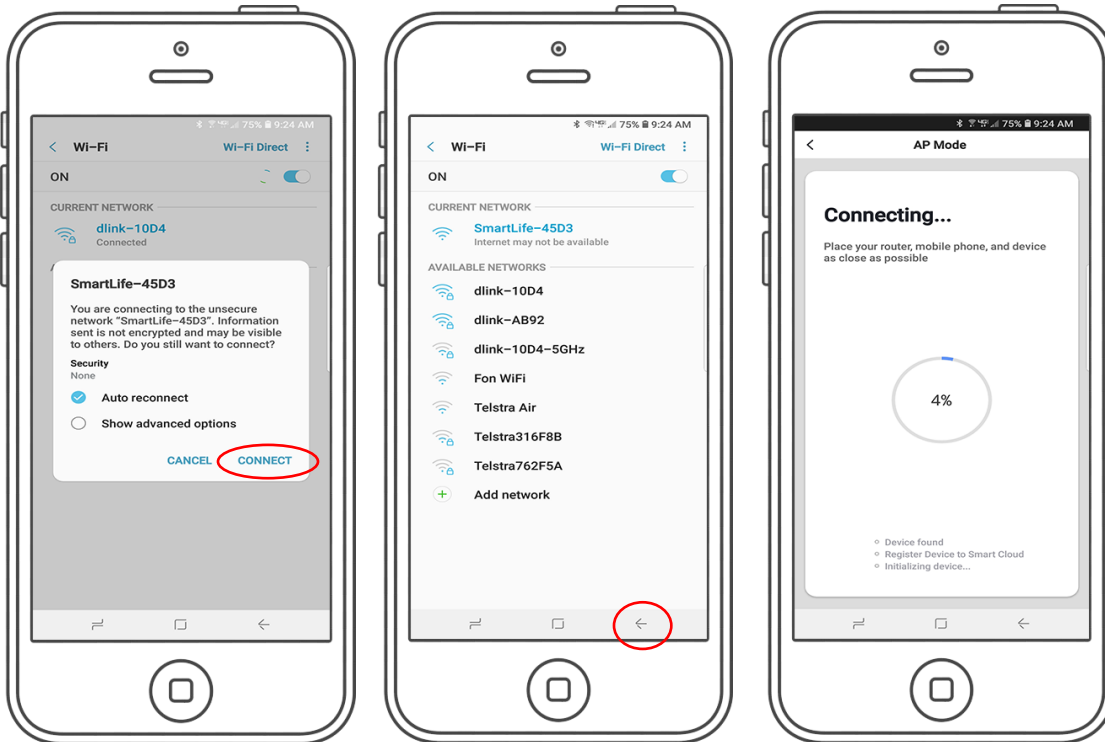 75% 9:24 AM
Wi-Fi
Wi-Fi Direct
ON
CURRENT NETWORK
dlink-10D4
Connected
A
SmartLife-45D3
You are connecting to the unsecure
network "SmartLife-45D3". Information
sent is not encrypted and may be visible
to others. Do you still want to connect?
Security
None
Auto reconnect
Show advanced options
CANCEL CONNECT
75% 9:24 AM
Wi-Fi
Wi-Fi Direct
ON
CURRENT NETWORK
SmartLife-45D3
Internet may not be available
AVAILABLE NETWORKS
dlink-10D4
dlink-AB92
dlink-10D4-5GHz
Fon WiFi
Telstra Air
Telstra316F8B
Telstra762F5A
Add network
75% 9:24 AM
AP Mode
Connecting...
Place your router, mobile phone, and device
as close as possible
4%
Device found
Register Device to Smart Cloud
Initializing device...